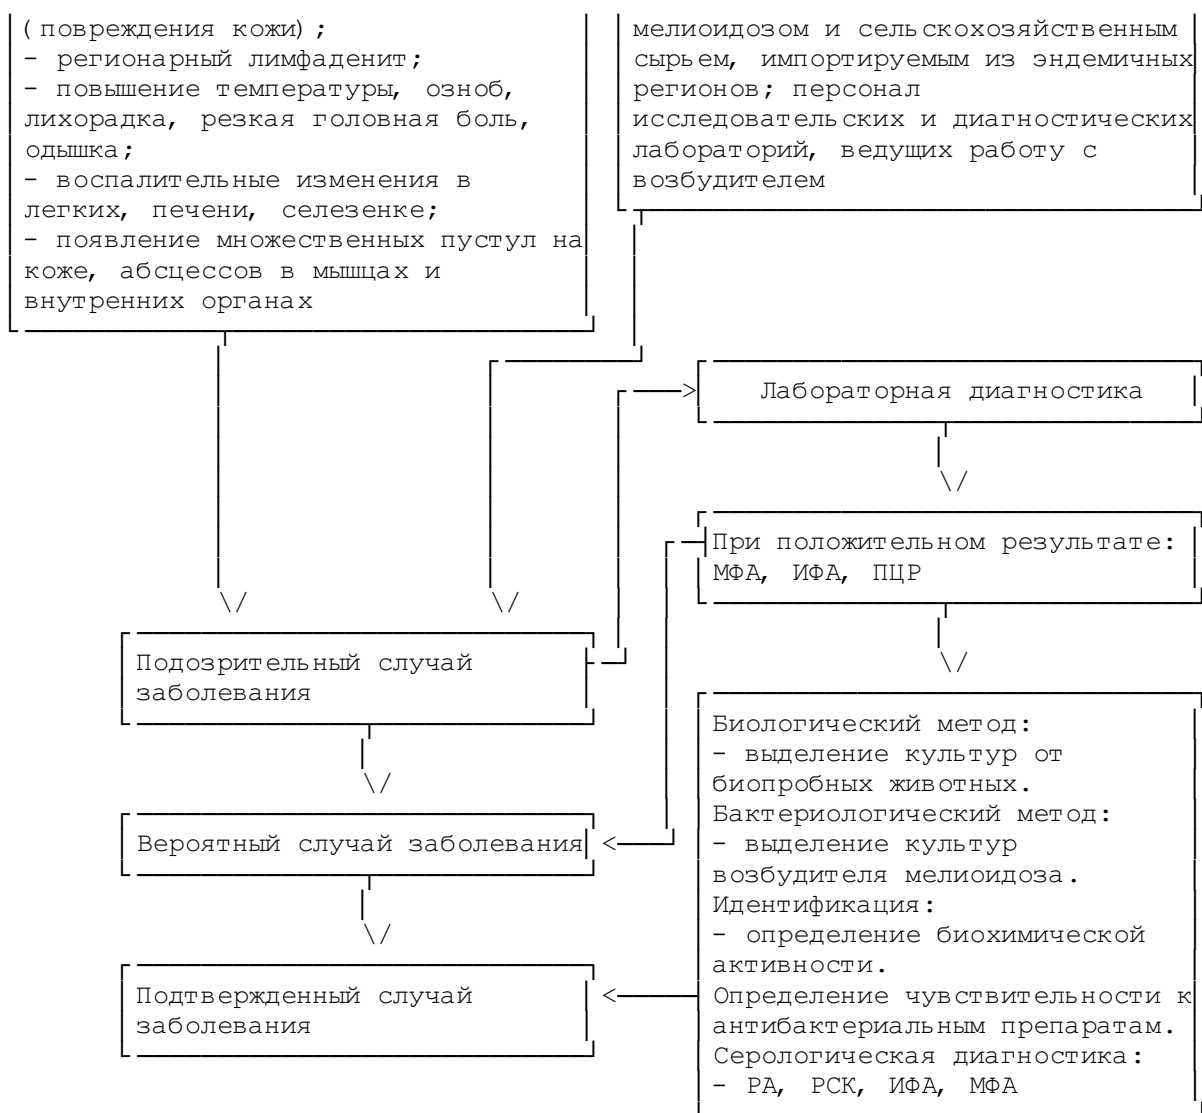 (повреждения кожи);
- регионарный лимфаденит;
- повышение температуры, озноб,
лихорадка, резкая головная боль,
одышка;
- воспалительные изменения в
легких, печени, селезенке;
- появление множественных пустул на
коже, абсцессов в мышцах и
внутренних органах
мелиоидозом и сельскохозяйственным
сырьем, импортируемым из эндемичных
регионов; персонал
исследовательских и диагностических
лабораторий, ведущих работу с
возбудителем
Лабораторная диагностика
При положительном результате:
МФА, ИФА, ПЦР
Подозрительный случай
заболевания
Вероятный случай заболевания
Подтвержденный случай
заболевания
Биологический метод:
- выделение культур от
биопробных животных.
Бактериологический метод:
- выделение культур
возбудителя мелиоидоза.
Идентификация:
- определение биохимической
активности.
Определение чувствительности к
антибактериальным препаратам.
Серологическая диагностика:
- РА, РСК, ИФА, МФА